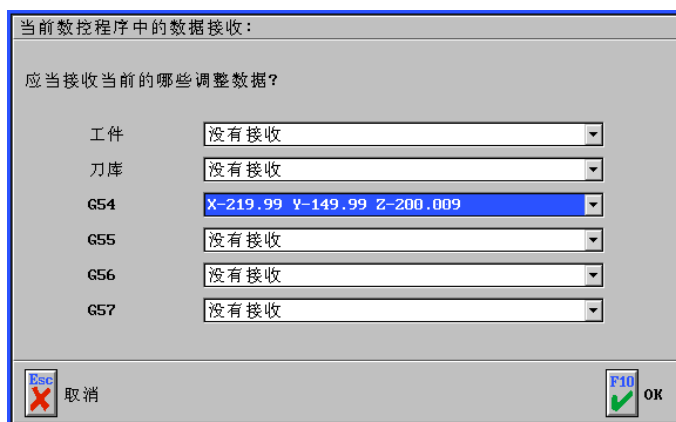 当前数控程序中的数据接收:
应当接收当前的哪些调整数据?
工件 没有接收
刀库 没有接收
G54 X-219.99 Y-149.99 Z-200.009
G55 没有接收
G56 没有接收
G57 没有接收
Esc 取消 F10 OK